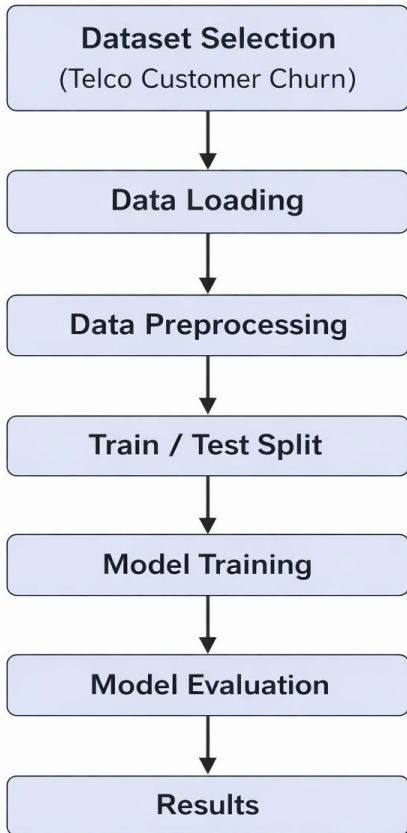 Dataset Selection
(Telco Customer Churn)
Data Loading
Data Preprocessing
Train / Test Split
Model Training
Model Evaluation
Results